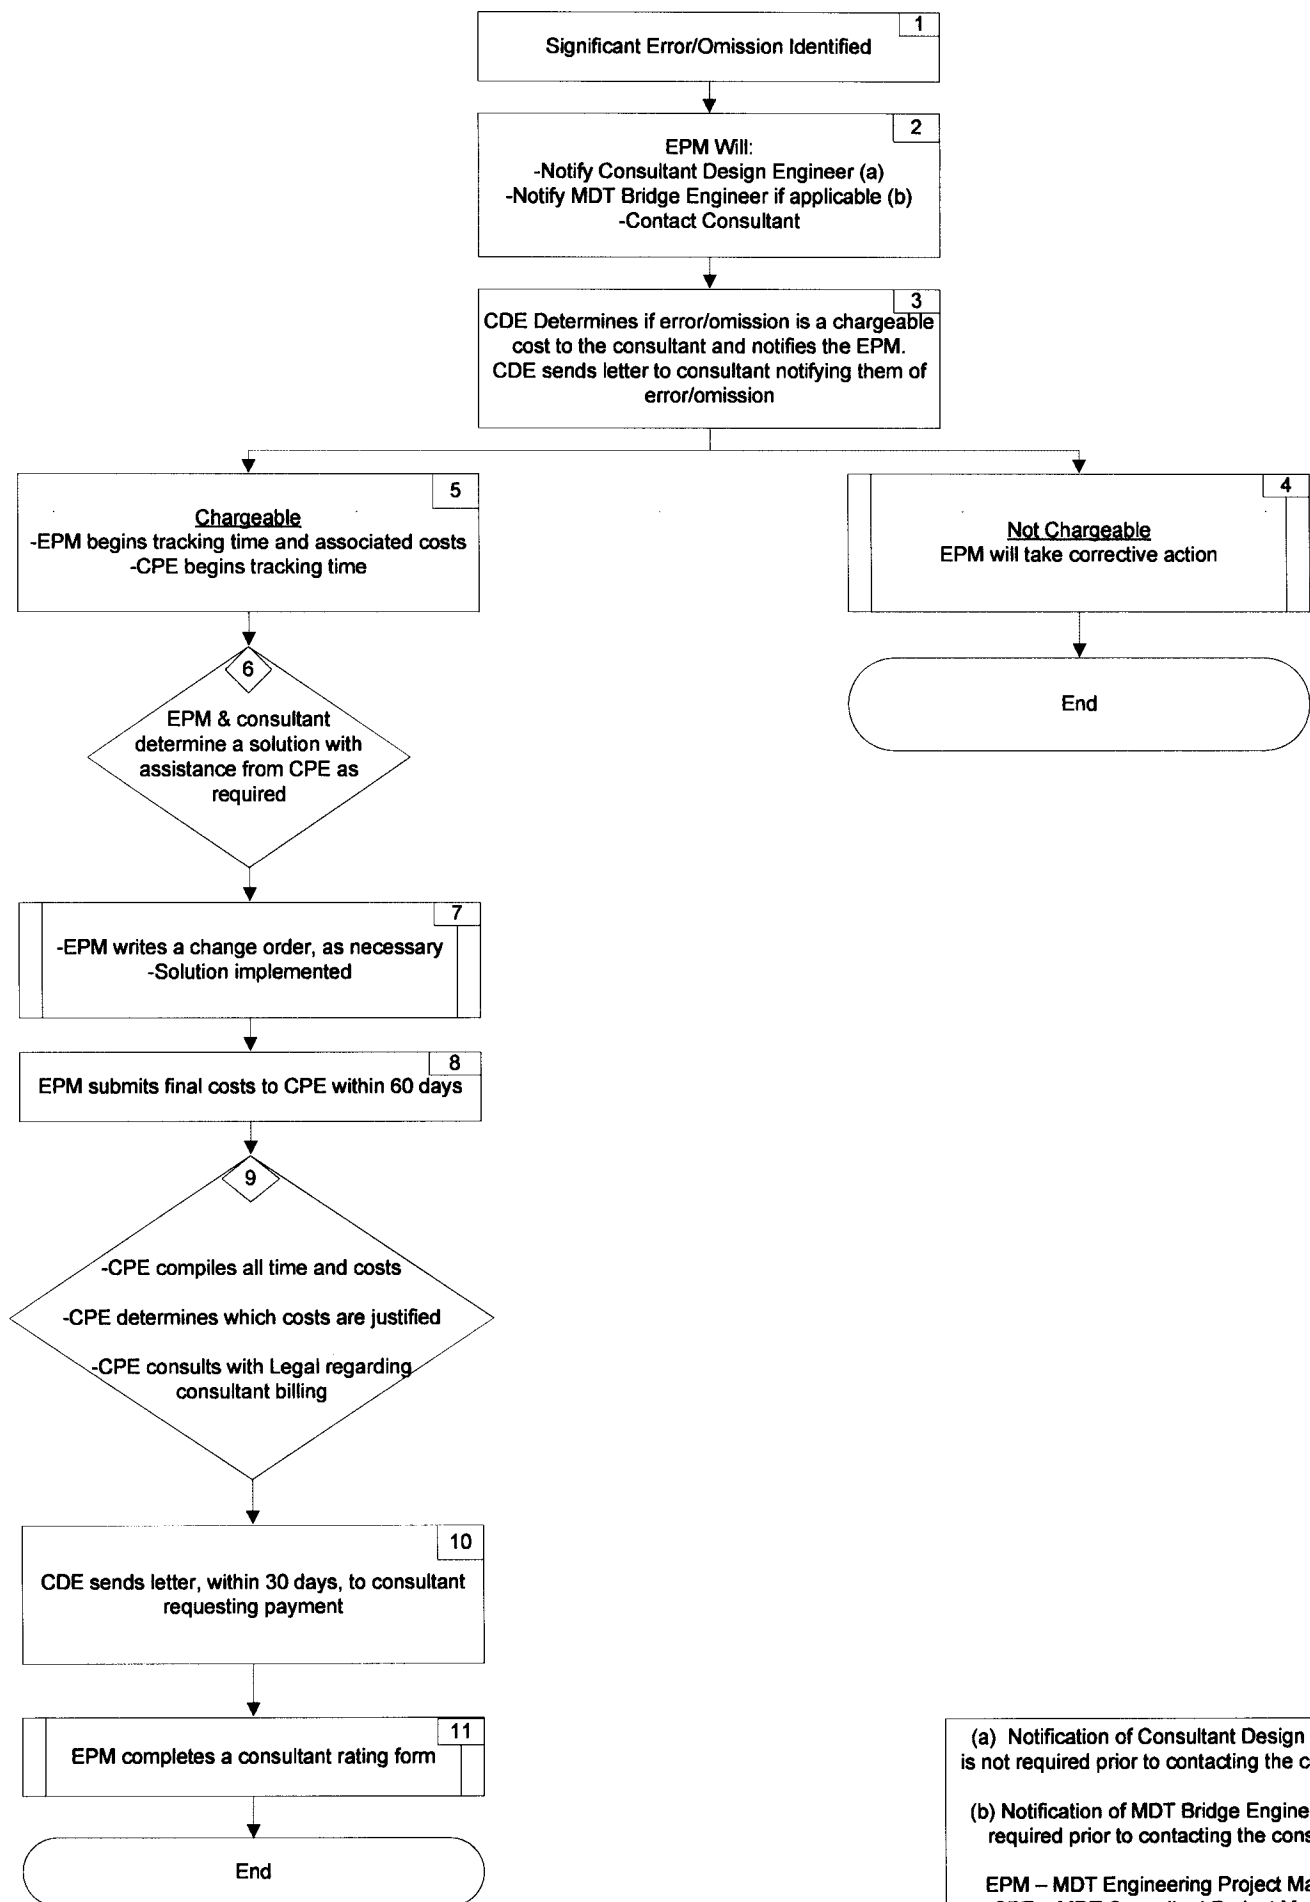 1
Significant Error/Omission Identified
2
EPM Will:
-Notify Consultant Design Engineer (a)
-Notify MDT Bridge Engineer if applicable (b)
-Contact Consultant
3
CDE Determines if error/omission is a chargeable
cost to the consultant and notifies the EPM.
CDE sends letter to consultant notifying them of
error/omission
5
Chargeable
-EPM begins tracking time and associated costs
-CPE begins tracking time
4
Not Chargeable
EPM will take corrective action
End
6
EPM & consultant
determine a solution with
assistance from CPE as
required
7
-EPM writes a change order, as necessary
-Solution implemented
8
EPM submits final costs to CPE within 60 days
9
-CPE compiles all time and costs
-CPE determines which costs are justified
-CPE consults with Legal regarding
consultant billing
10
CDE sends letter, within 30 days, to consultant
requesting payment
11
EPM completes a consultant rating form
End
(a) Notification of Consultant Design
is not required prior to contacting the
(b) Notification of MDT Bridge
required prior to contacting the
EPM – MDT Engineering Project